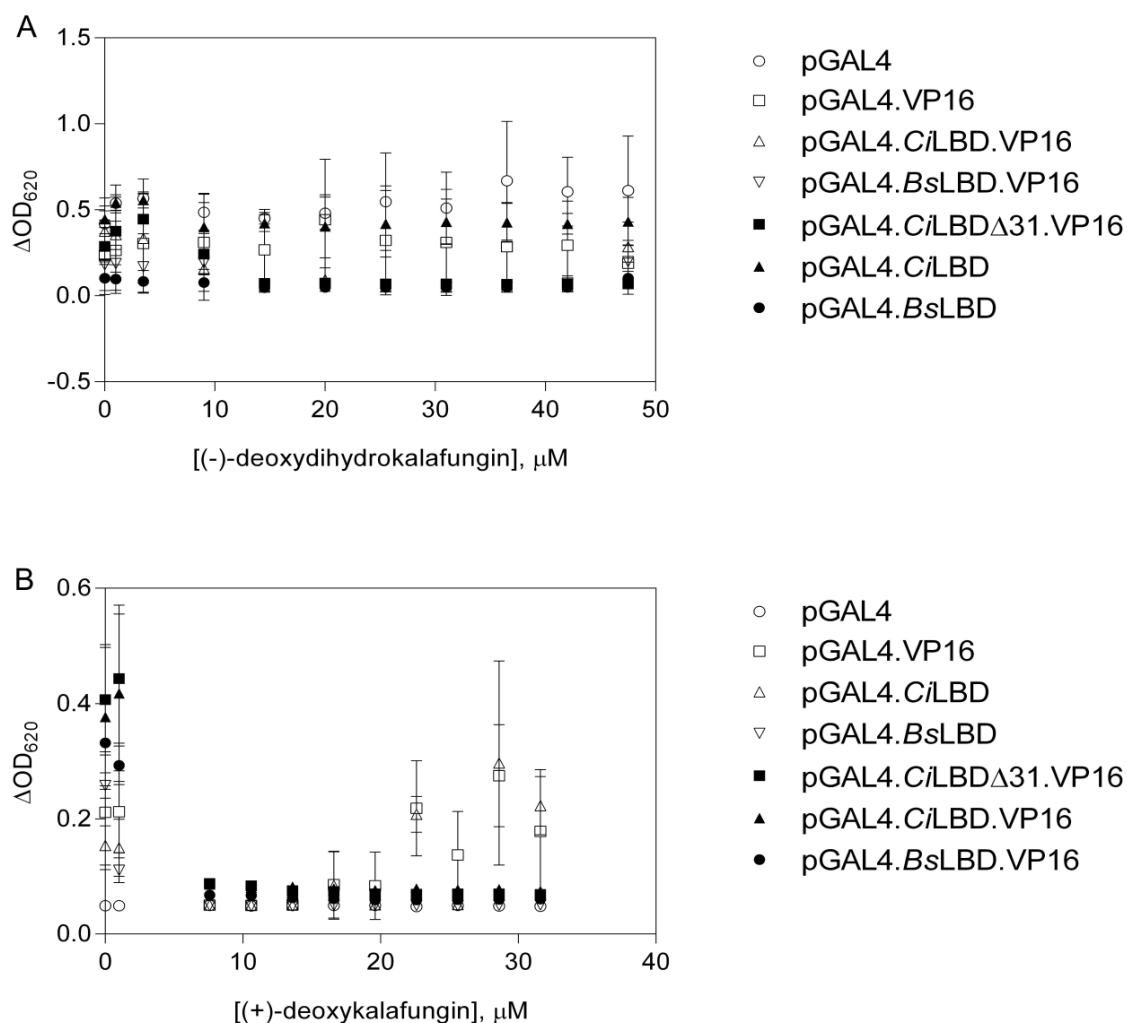 A
1.5
1.0
0.5
0.0
-0.5
ΔOD620
0
10
20
30
40
50
[(-)-deoxydihydrokalafungin], μM
pGAL4
pGAL4.VP16
pGAL4.CiLBD.VP16
pGAL4.BsLBD.VP16
pGAL4.CiLBDΔ31.VP16
pGAL4.CiLBD
pGAL4.BsLBD
B
0.6
0.4
0.2
0.0
ΔOD620
0
10
20
30
40
[(+)-deoxykalafungin], μM
pGAL4
pGAL4.VP16
pGAL4.CiLBD
pGAL4.BsLBD
pGAL4.CiLBDΔ31.VP16
pGAL4.CiLBD.VP16
pGAL4.BsLBD.VP16